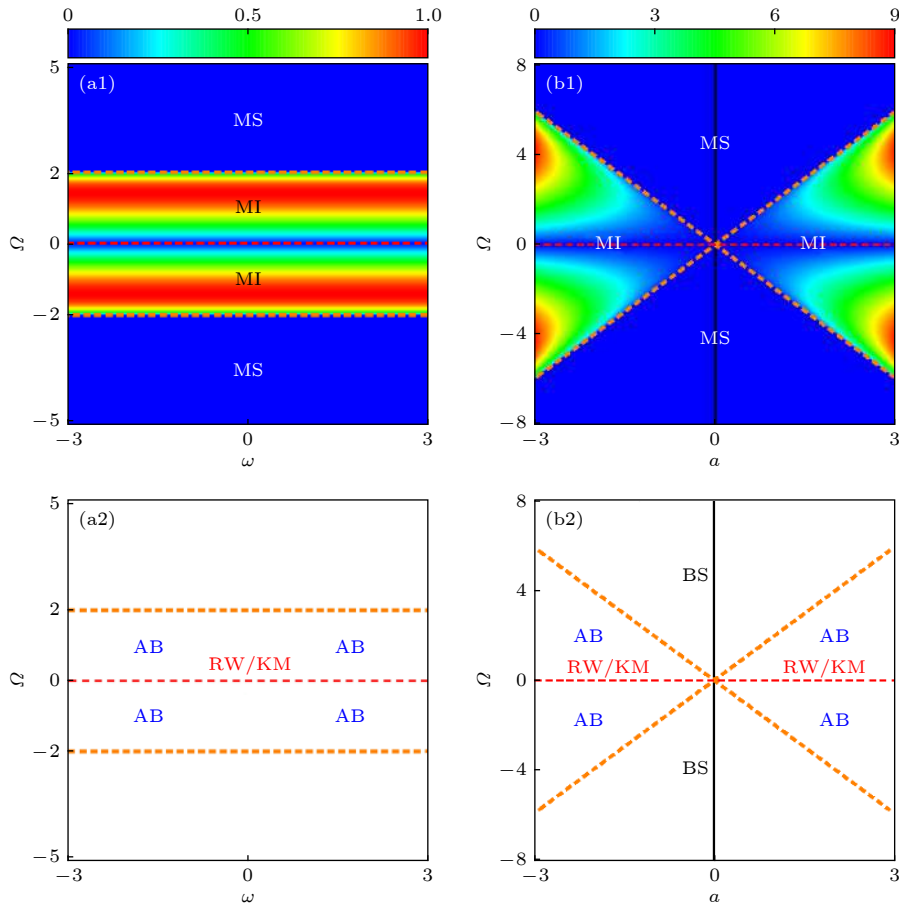 0 0.5 1.0
0 3 6 9
(a1)
5
MS
2
MI
Ω
0
MI
−2
MS
−5
−3 0 3
ω
(b1)
8
MS
4
Ω
0
MI MI
−4
MS
−8
−3 0 3
a
(a2)
5
2
AB AB
RW/KM
Ω
0
AB AB
−2
−5
−3 0 3
ω
(b2)
8
BS
4
AB AB
RW/KM RW/KM
Ω
0
AB AB
BS
−4
−8
−3 0 3
a